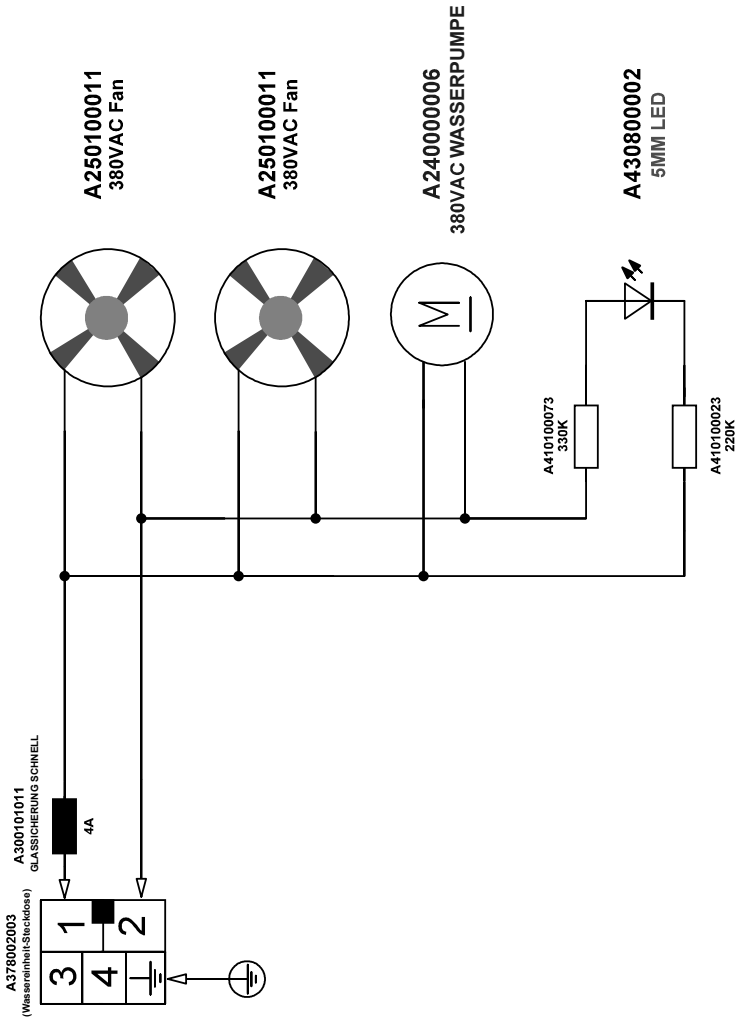 A250100011
380VAC Fan
A250100011
380VAC Fan
A240000006
380VAC WASSERPUMPE
A430800002
5MM LED
M
A410100073
330K
A410100023
220K
A300101011
GLASSICHERUNG SCHNELL
4A
A378002003
(Wassereinheit-Steckdose)
1
2
3
4